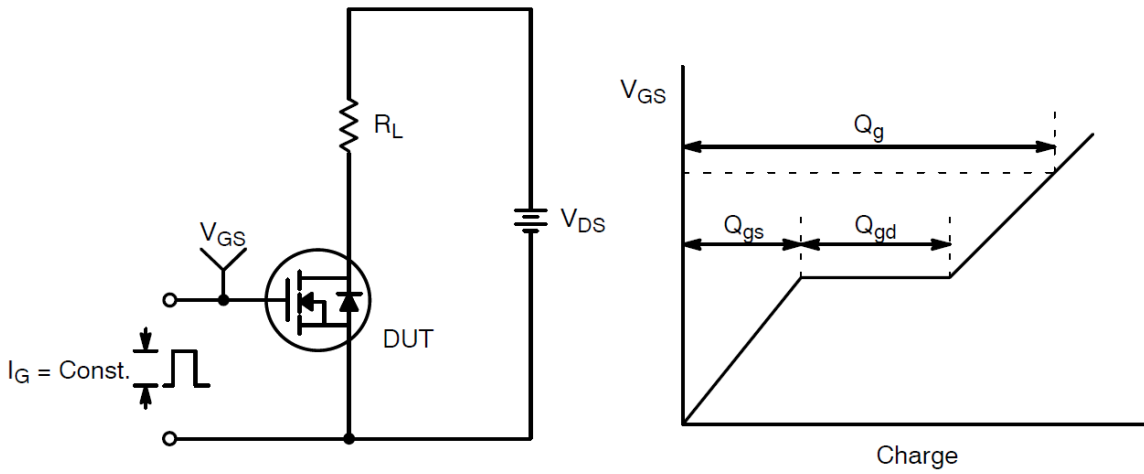 R_L
V_GS
V_DS
DUT
I_G = Const.
V_GS
Q_g
Q_gs
Q_gd
Charge